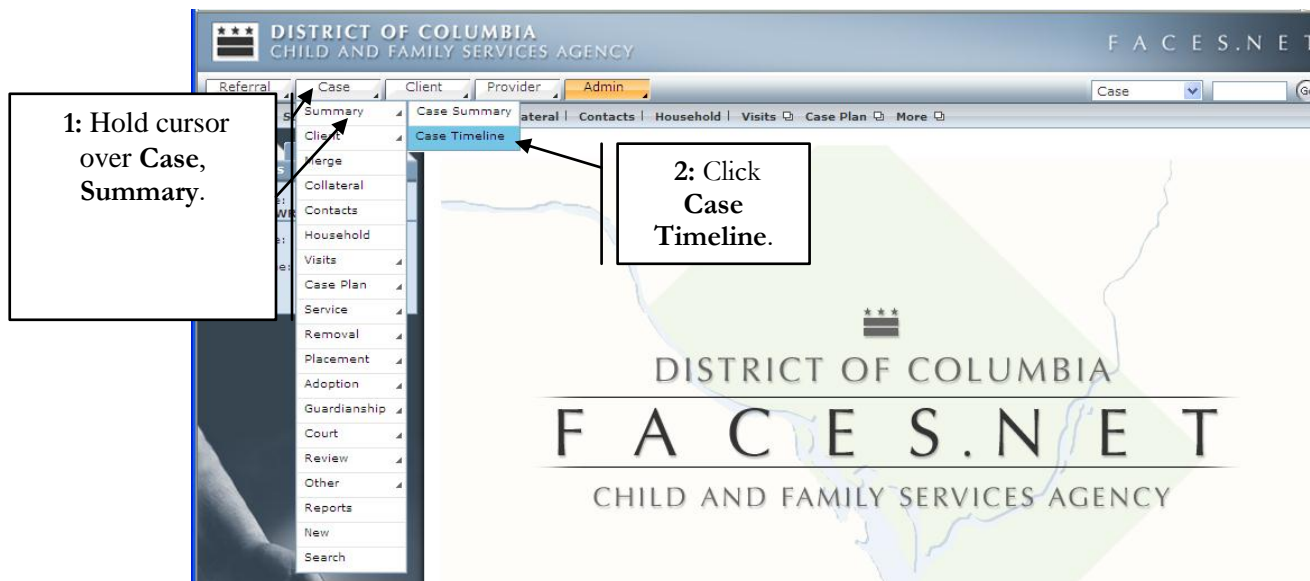 DISTRICT OF COLUMBIA
CHILD AND FAMILY SERVICES AGENCY
FACES.NET
Referral Case Client Provider Admin Case
1: Hold cursor
over Case,
Summary.
Summary
Client
Merge
Collateral
Contacts
Household
Visits
Case Plan
Service
Removal
Placement
Adoption
Guardianship
Court
Review
Other
Reports
New
Search
Case Summary
Case Timeline
Contacts | Household | Visits Case Plan More
2: Click
Case
Timeline.
DISTRICT OF COLUMBIA
FACES.NET
CHILD AND FAMILY SERVICES AGENCY